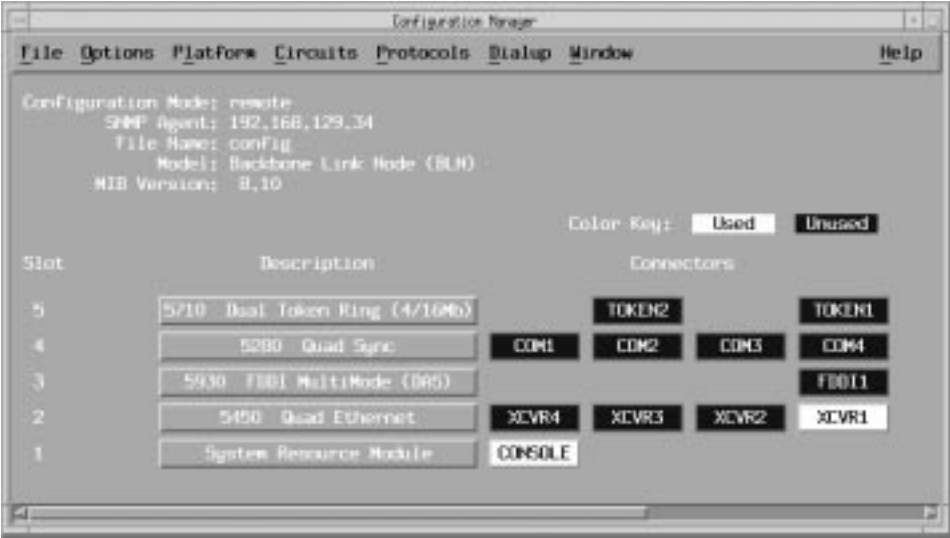 Configuration Manager
File Options Platform Circuits Protocols Dialup Window Help
Configuration Mode: remote
SNMP Agent: 192.168.129.34
File Name: config
Model: Backbone Link Node (BLN)
MIB Version: 8.10
Color Key: Used Unused
Slot Description Connectors
5 5710 Dual Token Ring (4/16Mb) TOKEN2 TOKEN1
4 5280 Quad Sync COM1 COM2 COM3 COM4
3 5930 FDDI MultiMode (DAS) FDDI1
2 5450 Quad Ethernet XCVR4 XCVR3 XCVR2 XCVR1
1 System Resource Module CONSOLE